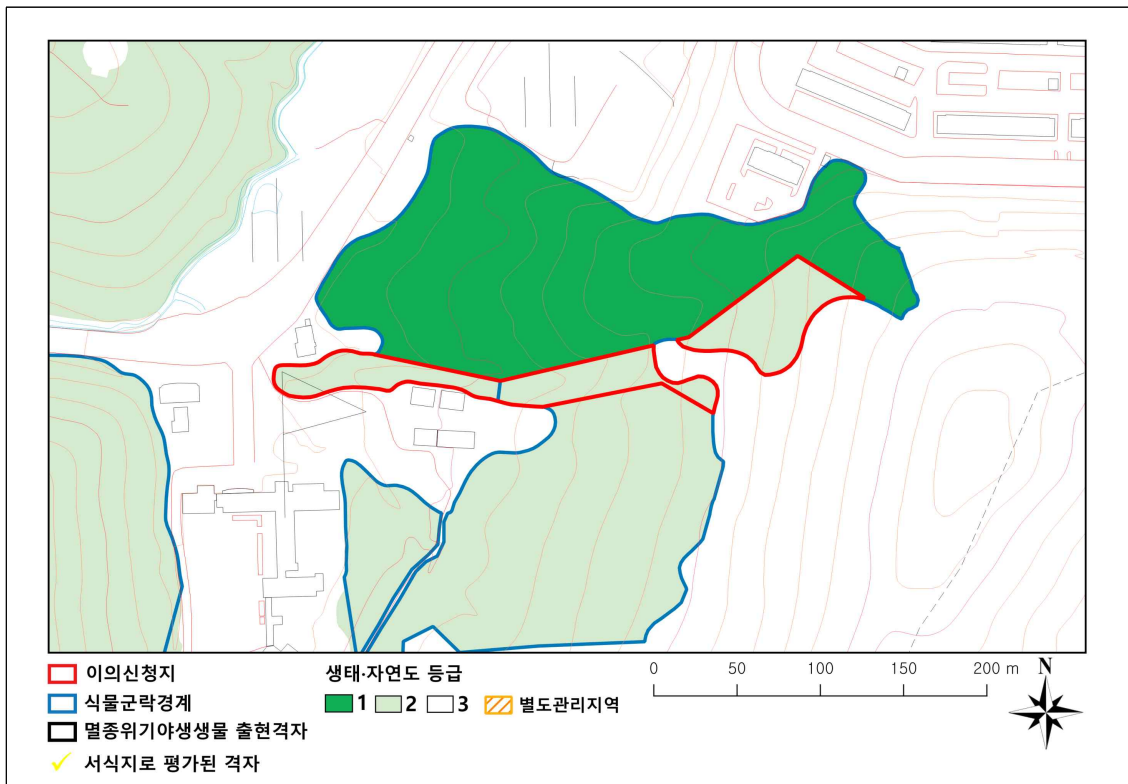 이의신청지
식물군락경계
멸종위기야생생물 출현격자
서식지로 평가된 격자
생태·자연도 등급
1 2 3 별도관리지역
0 50 100 150 200 m
N